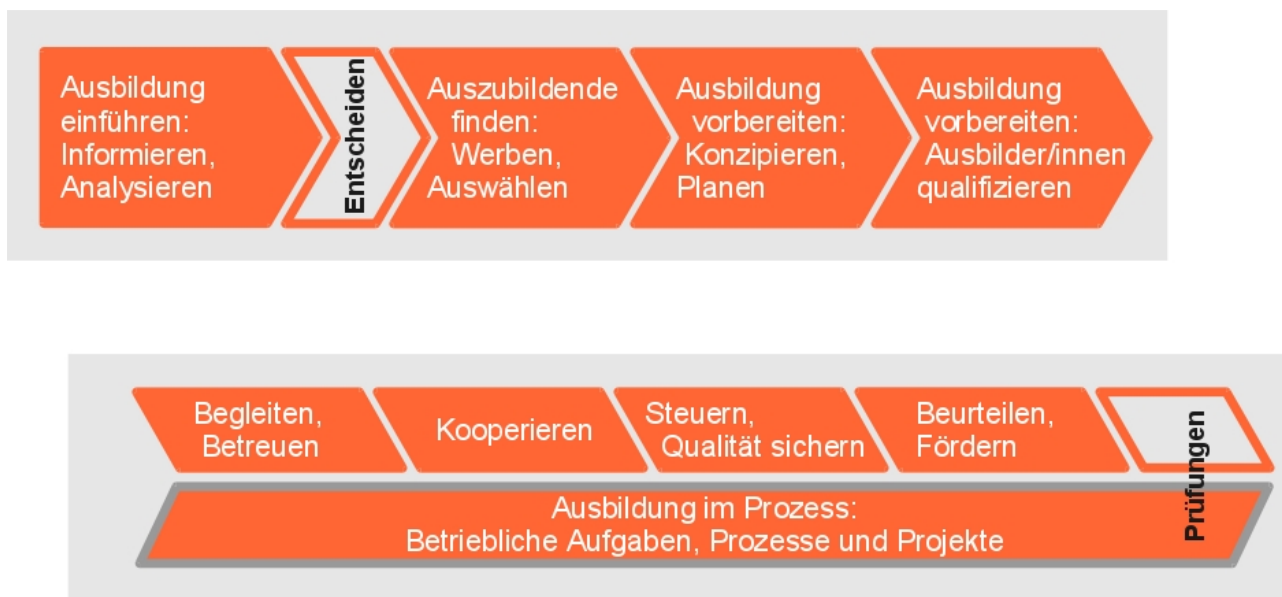 Ausbildung
einführen:
Informieren,
Analysieren
Entscheiden
Auszubildende
finden:
Werben,
Auswählen
Ausbildung
vorbereiten:
Konzipieren,
Planen
Ausbildung
vorbereiten:
Ausbilder/innen
qualifizieren
Begleiten,
Betreuen
Kooperieren
Steuern,
Qualität sichern
Beurteilen,
Fördern
Prüfungen
Ausbildung im Prozess:
Betriebliche Aufgaben, Prozesse und Projekte